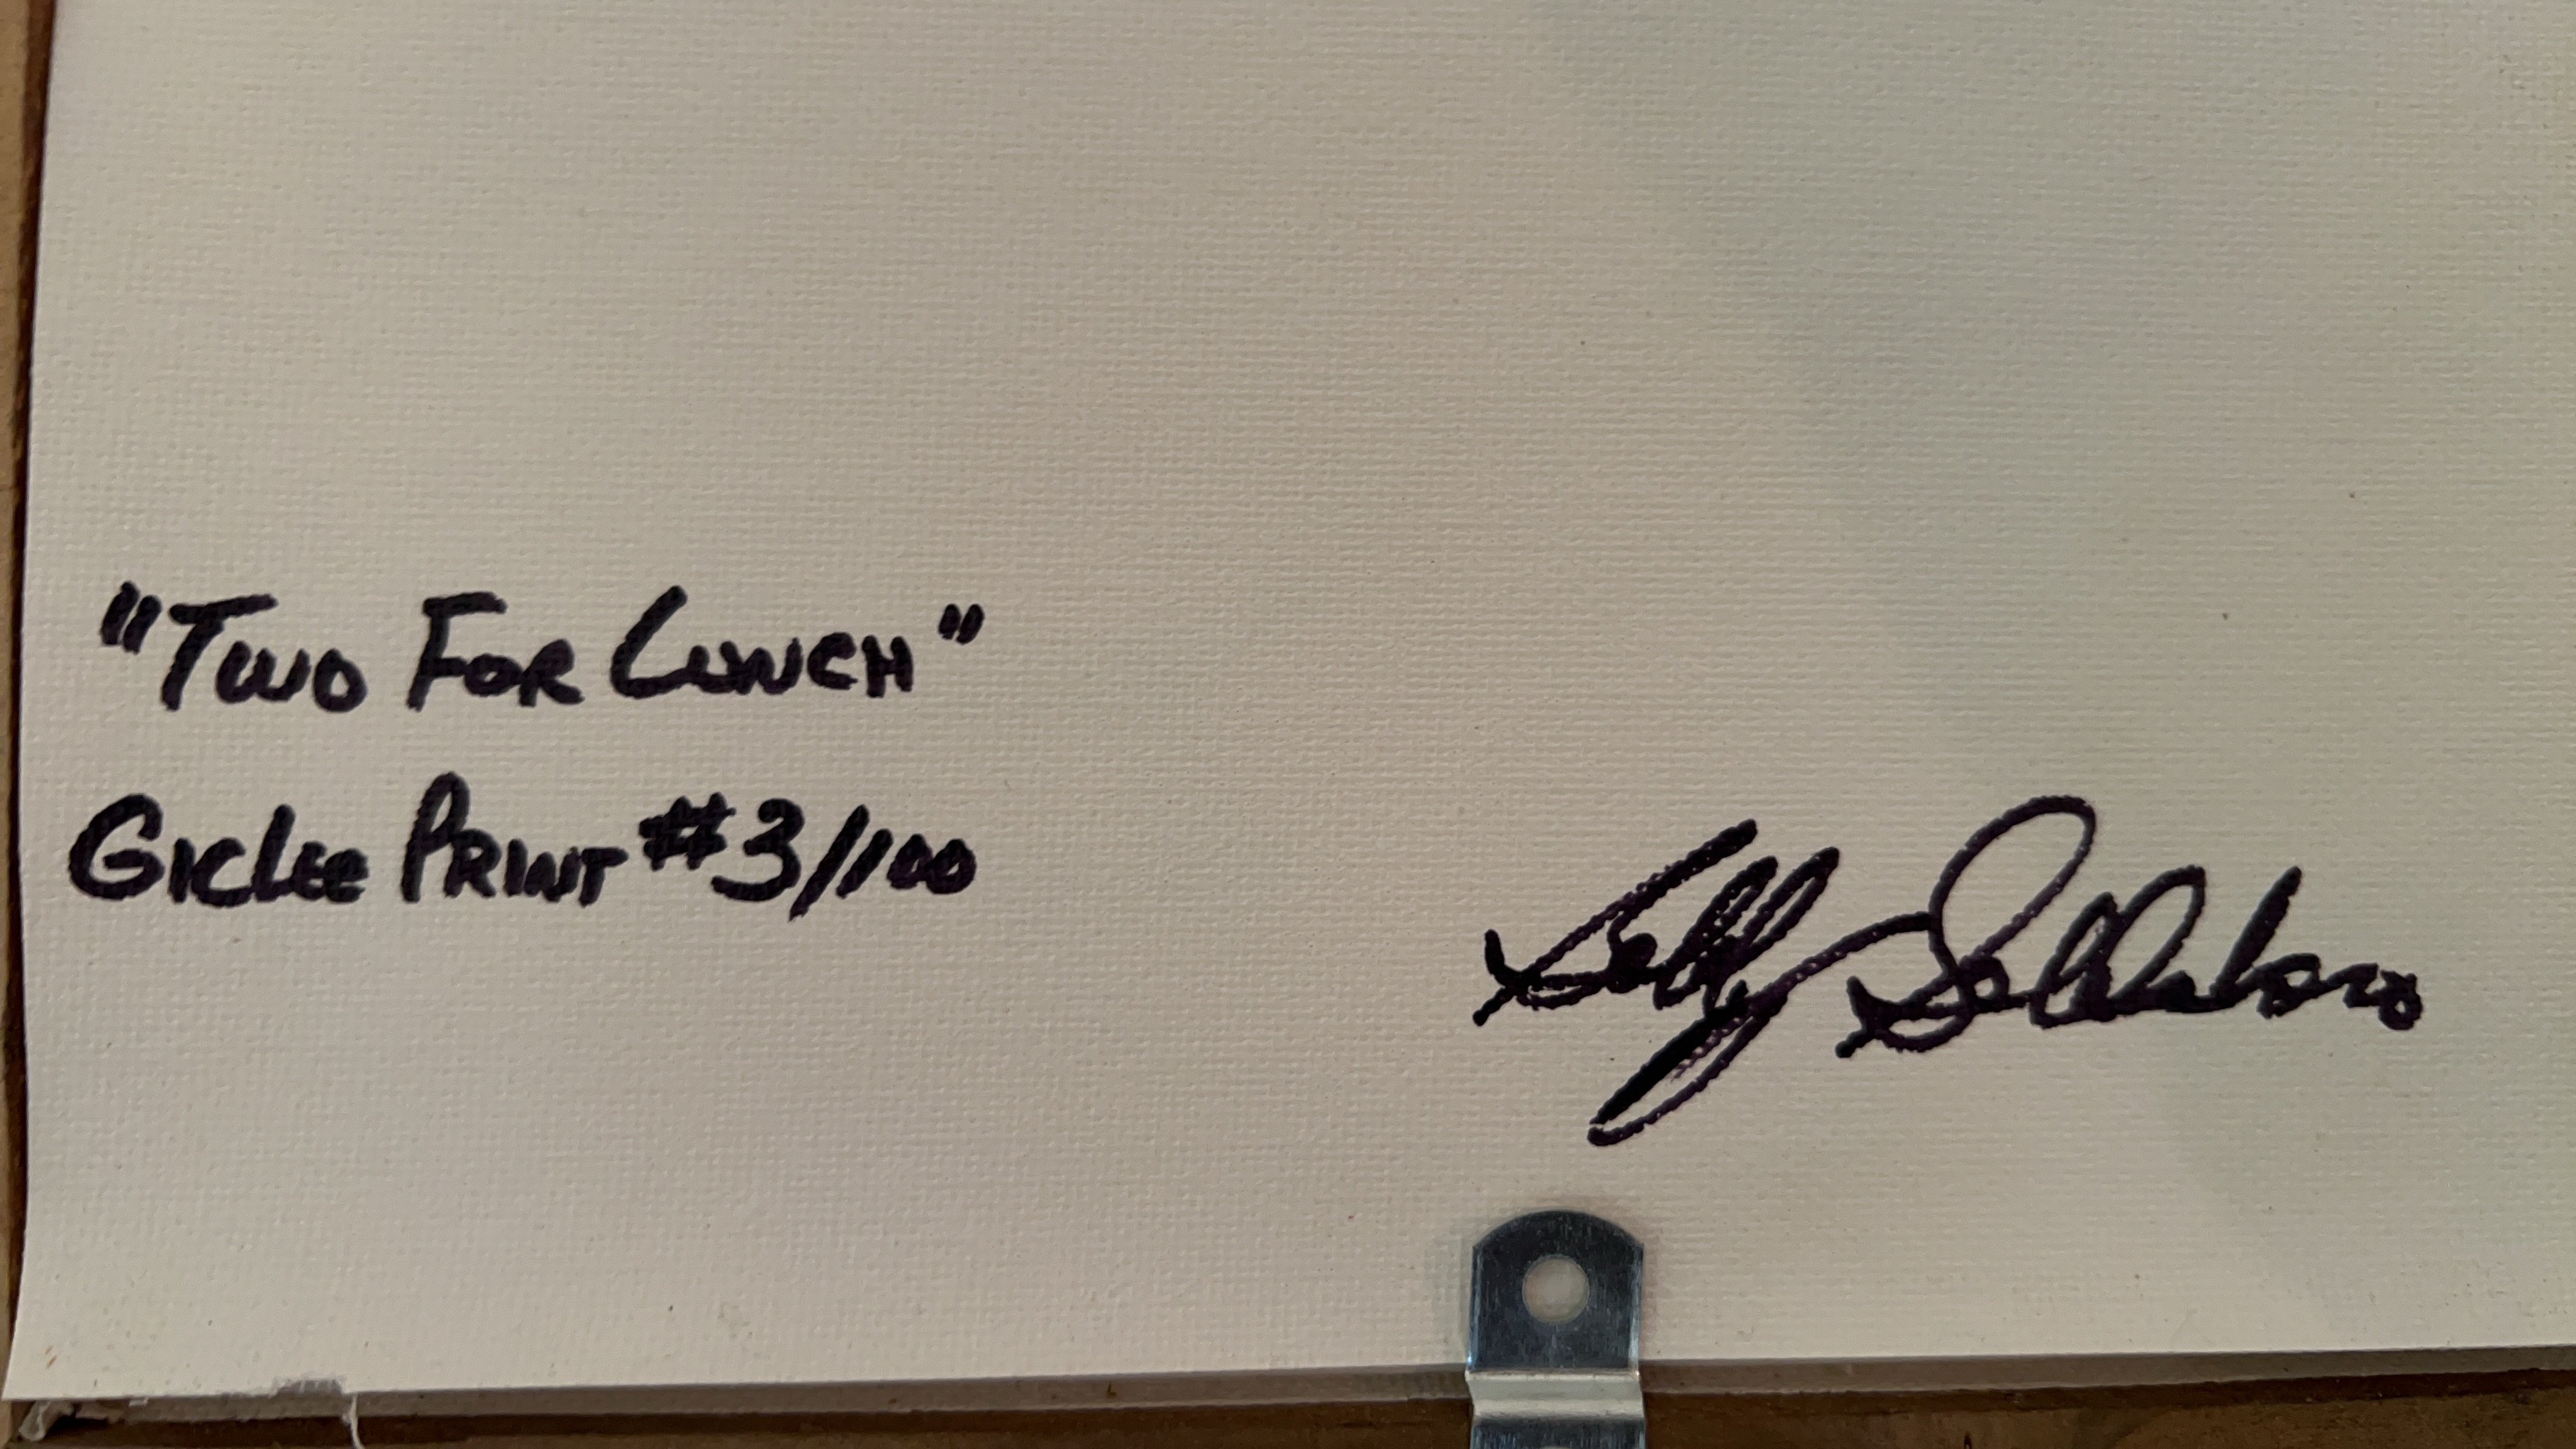 "Two For Lunch"
Giclee Print #3/100